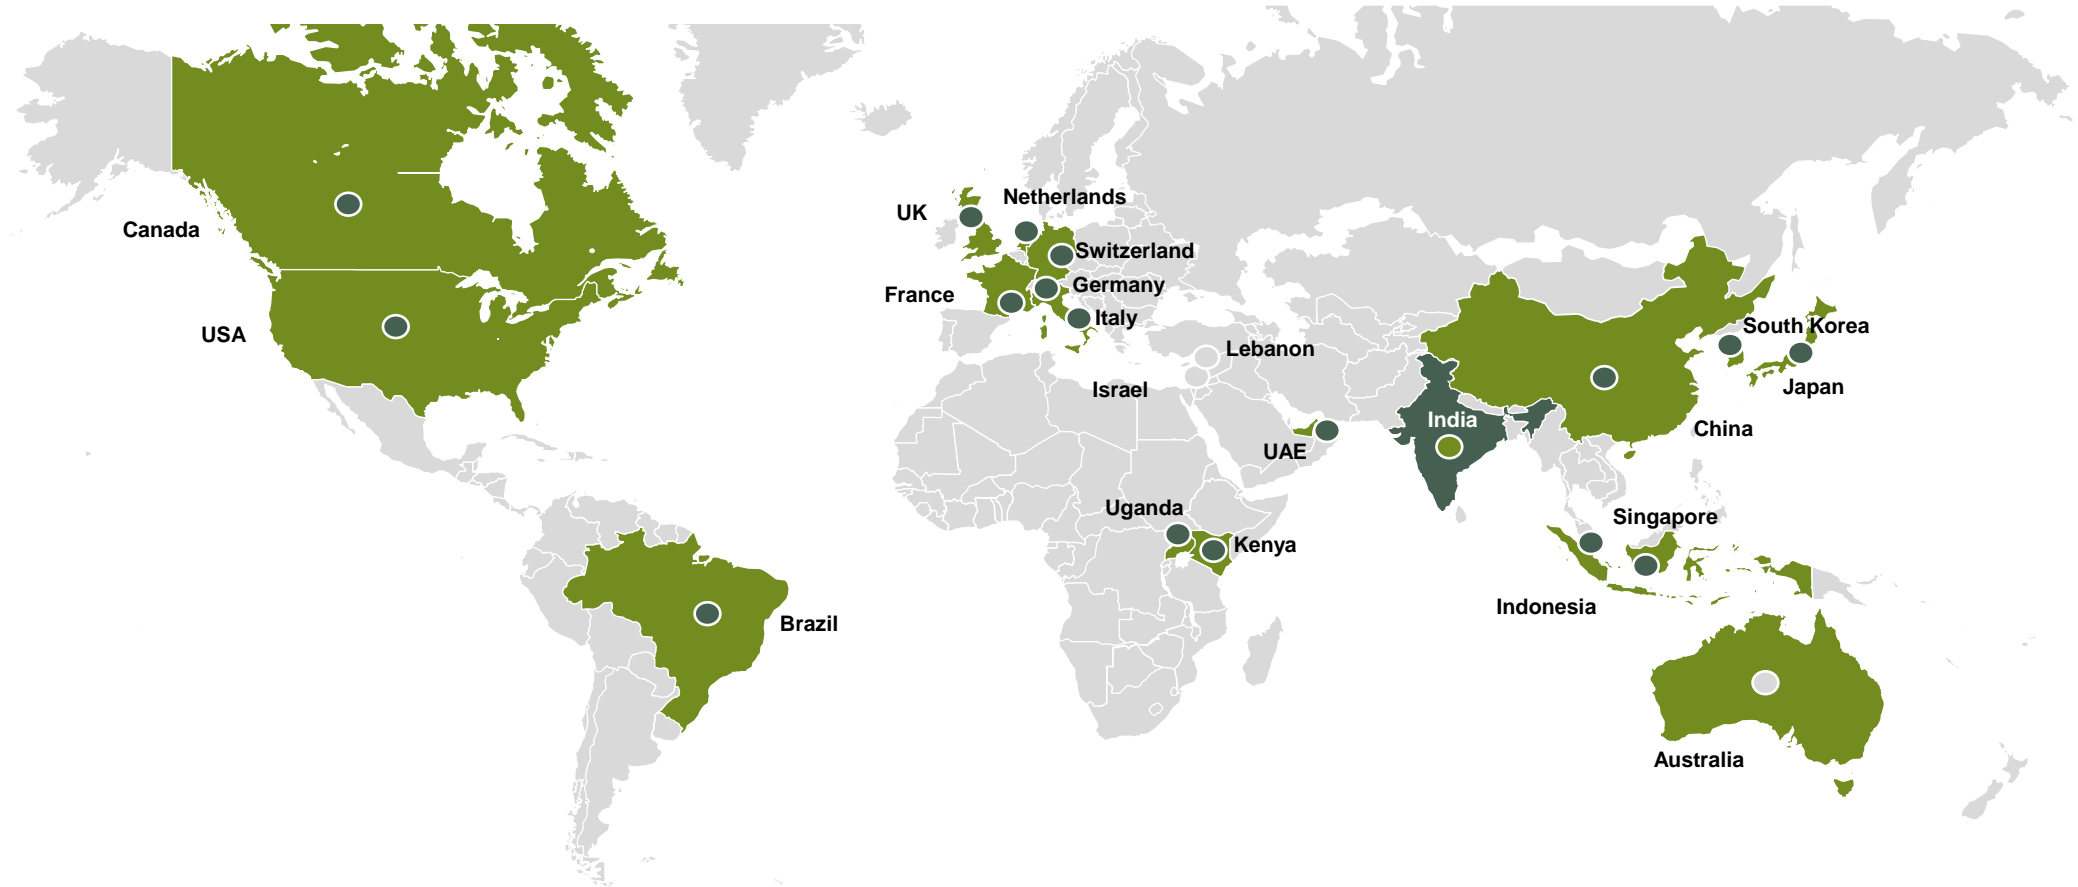 Netherlands
UK
Canada
Switzerland
Germany
France
Italy
South Korea
USA
Lebanon
Japan
Israel
India
China
UAE
Uganda
Singapore
Kenya
Indonesia
Brazil
Australia